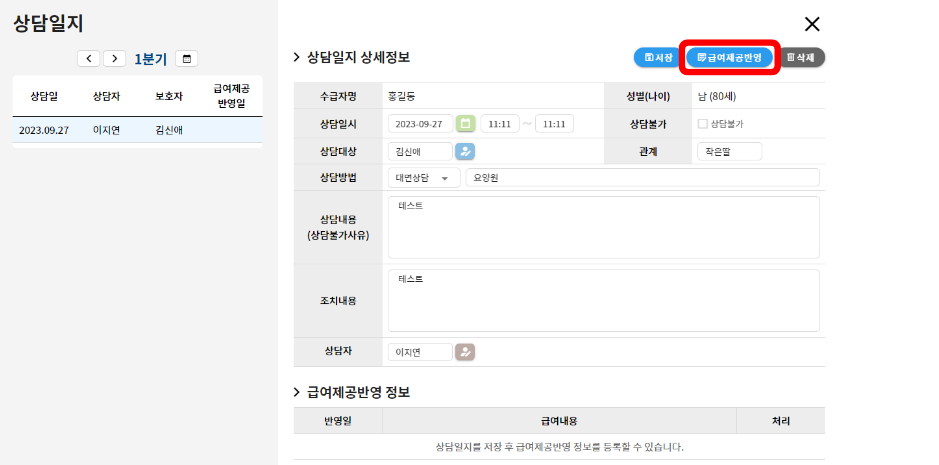 상담일지
1분기
상담일 상담자 보호자 급여제공
반영일
2023.09.27 이지연 김신애
상담일지 상세정보
저장 급여제공반영 삭제
수급자명 홍길동 성별(나이) 남 (80세)
상담일시 2023-09-27 11:11 ~ 11:11 상담불가 상담불가
상담대상 김신애 관계 작은딸
상담방법 대면상담 요양원
상담내용
(상담불가사유)
테스트
조치내용
테스트
상담자 이지연
급여제공반영 정보
반영일 급여내용 처리
상담일지를 저장 후 급여제공반영 정보를 등록할 수 있습니다.